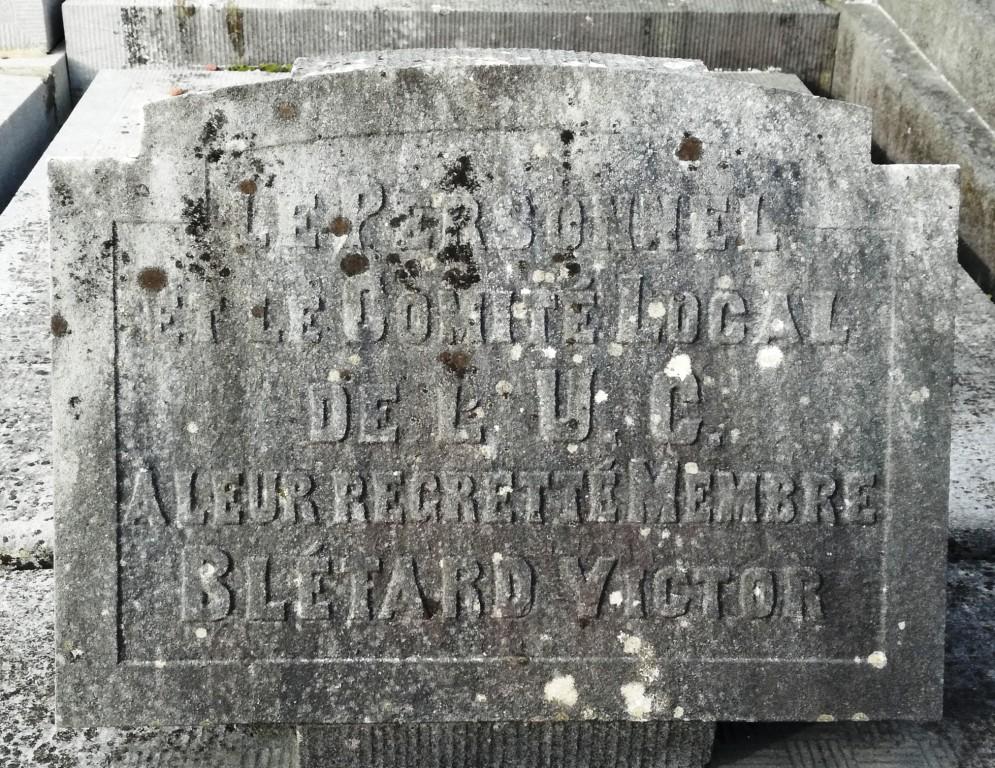 LE PERSONNEL
ET LE COMITÉ LOCAL
DE L'U. C.
A LEUR REGRETTÉ MEMBRE
BLÉTARD VICTOR